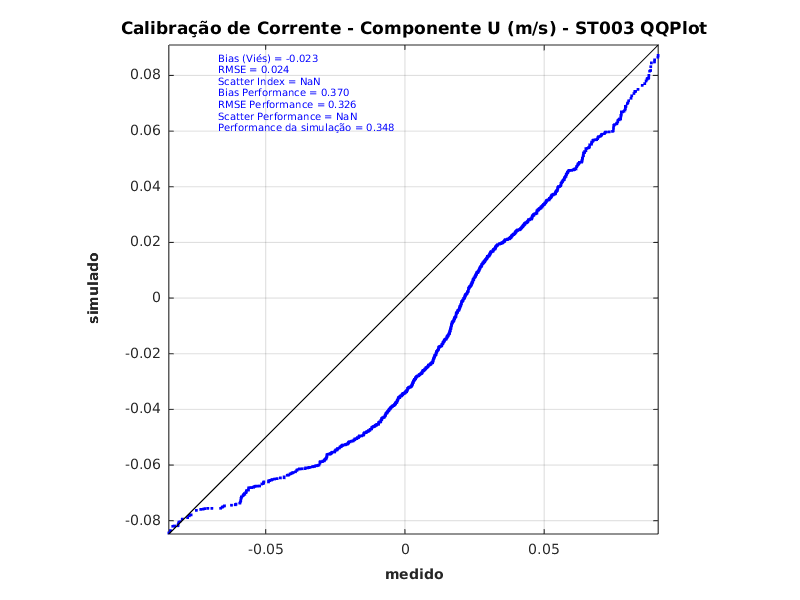 Calibração de Corrente - Componente U (m/s) - ST003 QQPlot
Bias (Viés) = -0.023
RMSE = 0.024
Scatter Index = NaN
Bias Performance = 0.370
RMSE Performance = 0.326
Scatter Performance = NaN
Performance da simulação = 0.348
0.08
0.06
0.04
0.02
0
-0.02
-0.04
-0.06
-0.08
simulado
-0.05
0
0.05
medido